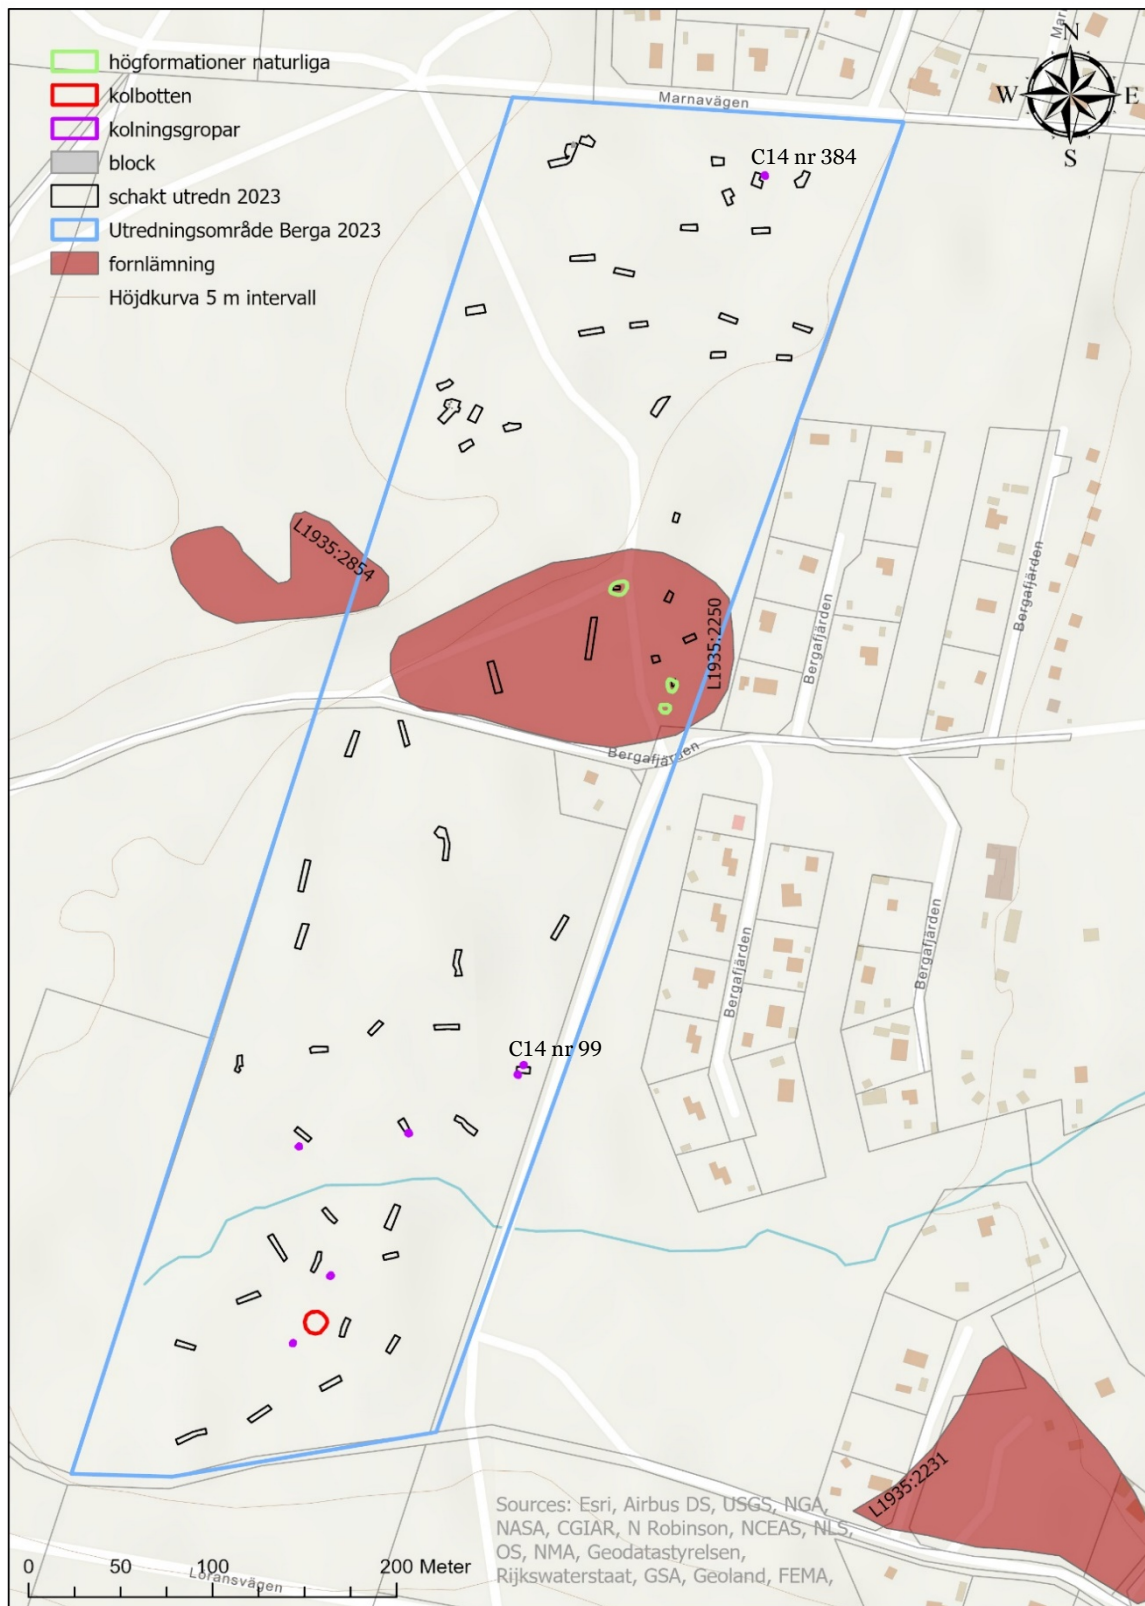 högformationer naturliga
kolbotten
kolningsgropar
block
schakt utredn 2023
Utredningsområde Berga 2023
fornlämning
Höjdkurva 5 m intervall
Marnavägen
Mar
N
W
E
S
C14 nr 384
L1935:2854
L1935:2250
Bergafjärden
Bergafjärden
Bergafjärden
Bergafjärden
Bergafjärden
C14 nr 99
L1935:2231
Sources: Esri, Airbus DS, USGS, NGA,
NASA, CGIAR, N Robinson, NCEAS, NLS,
OS, NMA, Geodatastyrelsen,
Rijkswaterstaat, GSA, Geoland, FEMA,
0 50 100 200 Meter
Loransvägen